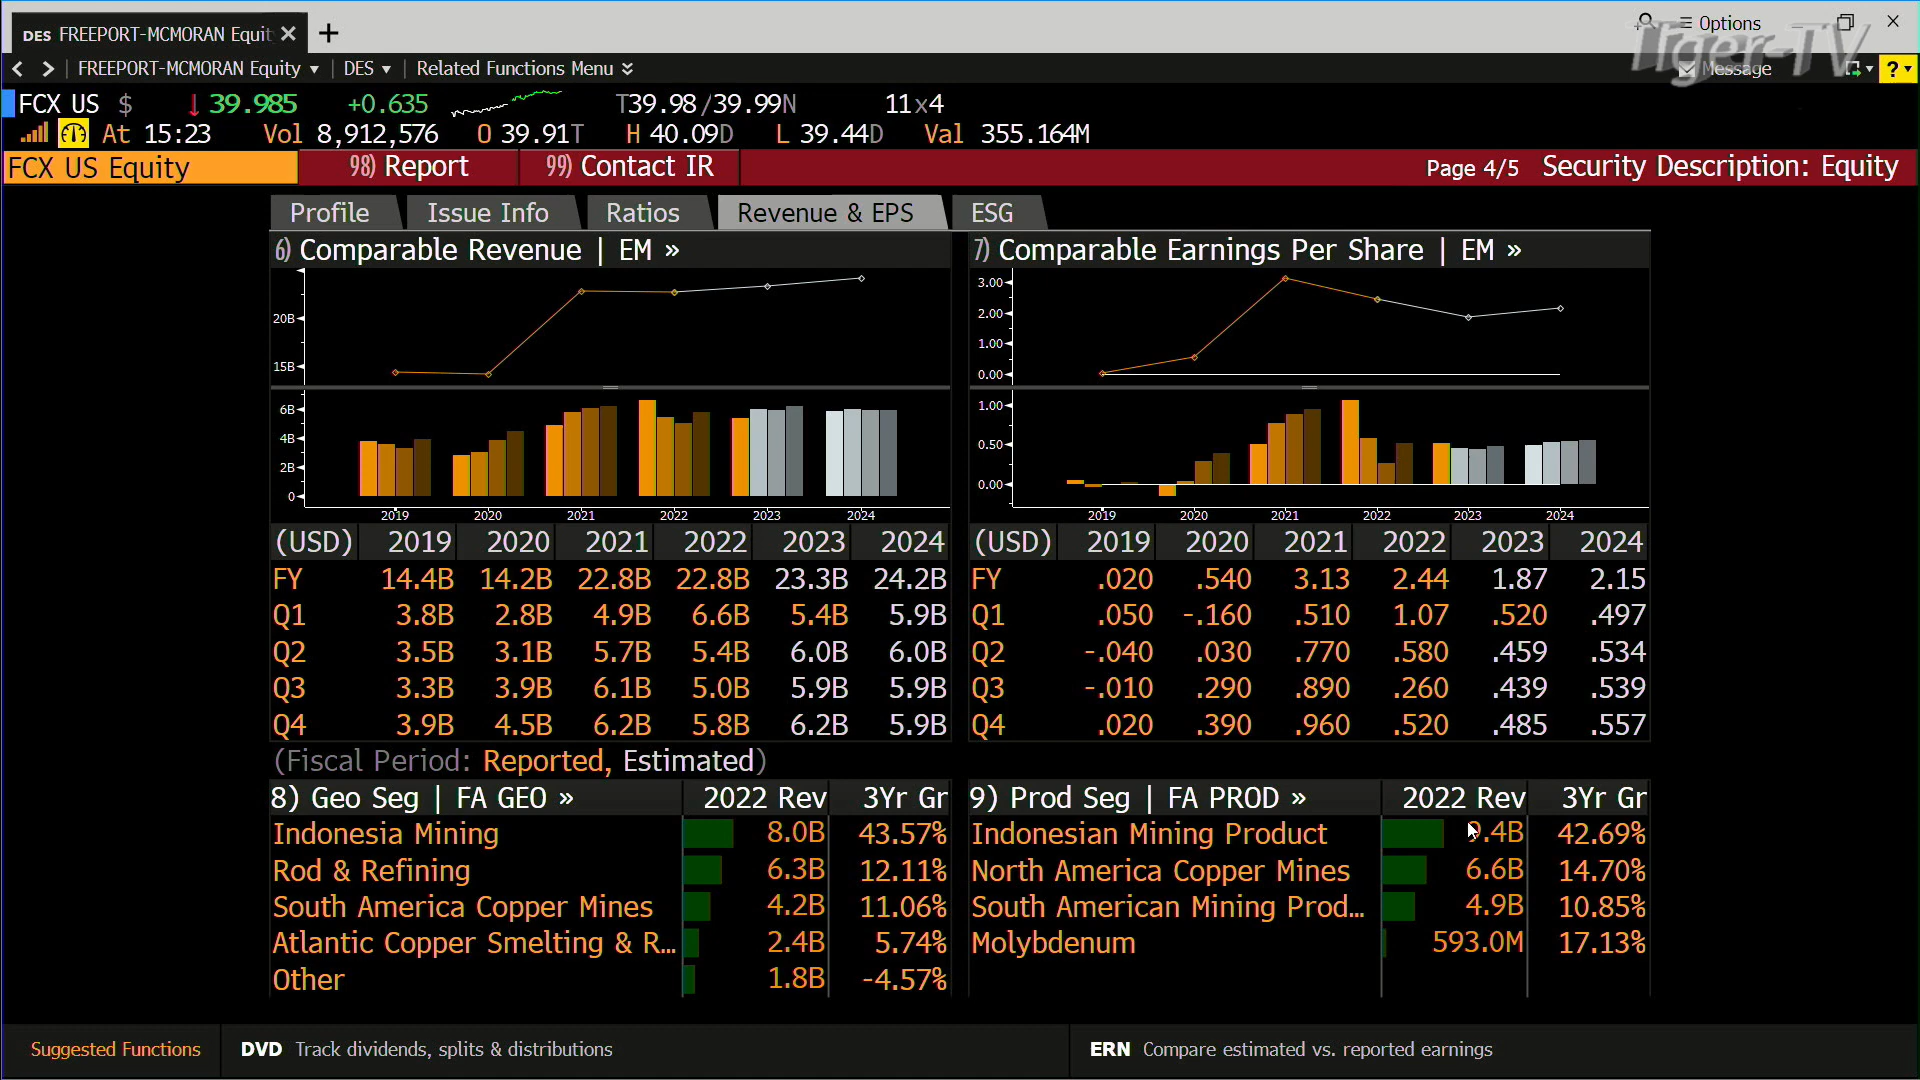 DES FREEPORT-MCMORAN Equit
Options
Tiger-TV
FREEPORT-MCMORAN Equity DES Related Functions Menu
Message
?
FCX US $ 39.985 +0.635 T39.98/39.99N 11x4
At 15:23 Vol 8,912,576 O 39.91T H 40.09D L 39.44D Val 355.164M
FCX US Equity 98) Report 99) Contact IR Page 4/5 Security Description: Equity
Profile Issue Info Ratios Revenue & EPS ESG
6) Comparable Revenue | EM »
20B
15B
6B
4B
2B
0
2019 2020 2021 2022 2023 2024
(USD) 2019 2020 2021 2022 2023 2024
FY 14.4B 14.2B 22.8B 22.8B 23.3B 24.2B
Q1 3.8B 2.8B 4.9B 6.6B 5.4B 5.9B
Q2 3.5B 3.1B 5.7B 5.4B 6.0B 6.0B
Q3 3.3B 3.9B 6.1B 5.0B 5.9B 5.9B
Q4 3.9B 4.5B 6.2B 5.8B 6.2B 5.9B
7) Comparable Earnings Per Share | EM »
3.00
2.00
1.00
0.00
1.00
0.50
0.00
2019 2020 2021 2022 2023 2024
(USD) 2019 2020 2021 2022 2023 2024
FY .020 .540 3.13 2.44 1.87 2.15
Q1 .050 -.160 .510 1.07 .520 .497
Q2 -.040 .030 .770 .580 .459 .534
Q3 -.010 .290 .890 .260 .439 .539
Q4 .020 .390 .960 .520 .485 .557
(Fiscal Period: Reported, Estimated)
8) Geo Seg | FA GEO » 2022 Rev 3Yr Gr
Indonesia Mining 8.0B 43.57%
Rod & Refining 6.3B 12.11%
South America Copper Mines 4.2B 11.06%
Atlantic Copper Smelting & R... 2.4B 5.74%
Other 1.8B -4.57%
9) Prod Seg | FA PROD » 2022 Rev 3Yr Gr
Indonesian Mining Product 42.69%
North America Copper Mines 6.6B 14.70%
South American Mining Prod... 4.9B 10.85%
Molybdenum 593.0M 17.13%
Suggested Functions DVD Track dividends, splits & distributions ERN Compare estimated vs. reported earnings